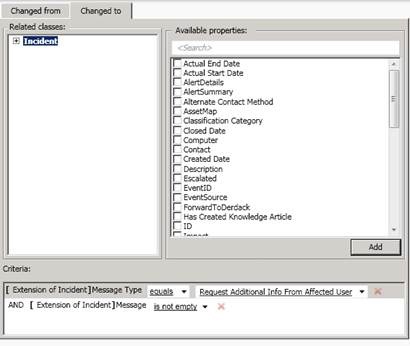 Changed from
Changed to
Related classes:
Incident
Available properties:
<Search>
Actual End Date
Actual Start Date
AlertDetails
AlertSummary
Alternate Contact Method
AssetMap
Classification Category
Closed Date
Computer
Contact
Created Date
Description
Escalated
EventID
EventSource
ForwardToDerdack
Has Created Knowledge Article
ID
Impact
Add
Criteria:
[ Extension of Incident]Message Type equals Request Additional Info From Affected User
AND [ Extension of Incident]Message is not empty